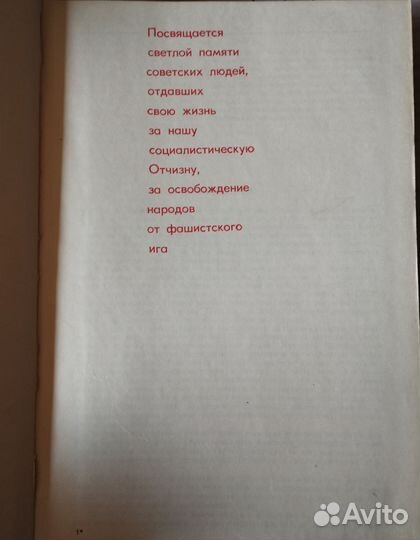 Посвящается
светлой памяти
советских людей,
отдавших
свою жизнь
за нашу
социалистическую
Отчизну,
за освобождение
народов
от фашистского
ига
1*
Avito